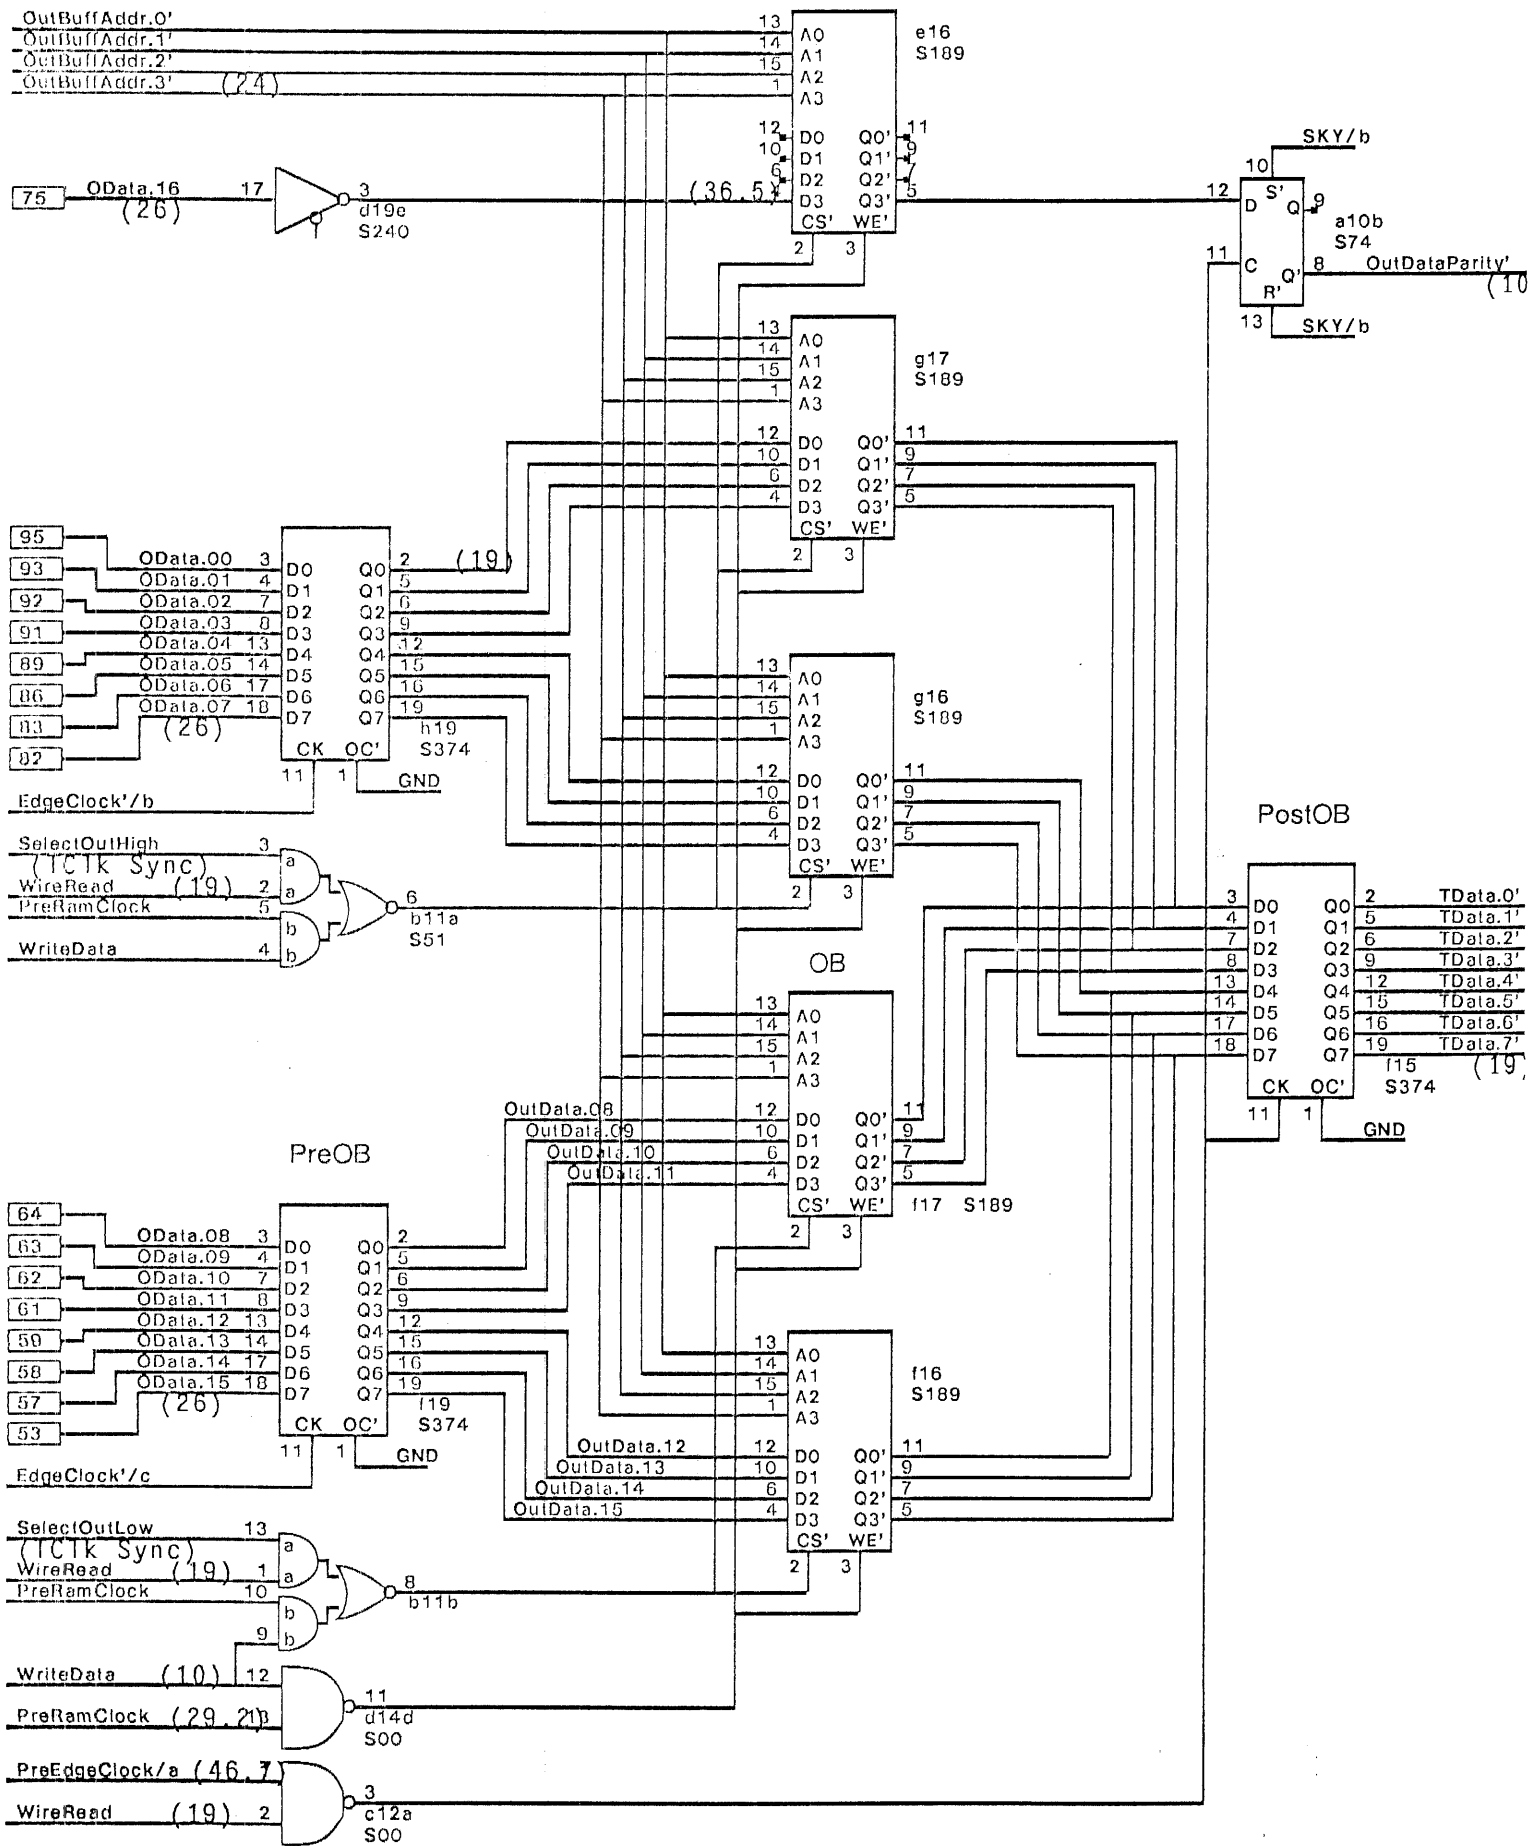 OutBuffAddr.0'
OutBuffAddr.1'
OutBuffAddr.2'
OutBuffAddr.3' (24)
13 A0
14 A1
15 A2
1 A3
e16
S189
12 D0 Q0' 11
10 D1 Q1' 9
6 D2 Q2' 7
(36.5) D3 Q3' 5
CS' WE'
2 3
75 OData.16 17
(26)
3
d19e
S240
SKY/b
10
12 D S' Q 9
a10b
S74
11 C Q' 8 OutDataParity'
(10
R'
13 SKY/b
13 A0
14 A1
15 A2
1 A3
g17
S189
12 D0 Q0' 11
10 D1 Q1' 9
6 D2 Q2' 7
4 D3 Q3' 5
CS' WE'
2 3
95 OData.00 3 D0 Q0 2 (19)
93 OData.01 4 D1 Q1 5
92 OData.02 7 D2 Q2 6
91 OData.03 8 D3 Q3 9
89 OData.04 13 D4 Q4 12
86 OData.05 14 D5 Q5 15
83 OData.06 17 D6 Q6 16
82 OData.07 18 D7 Q7 19
(26)
h19
S374
CK OC'
11 1 GND
EdgeClock'/b
13 A0
14 A1
15 A2
1 A3
g16
S189
12 D0 Q0' 11
10 D1 Q1' 9
6 D2 Q2' 7
4 D3 Q3' 5
CS' WE'
2 3
SelectOutHigh 3 a
(TClk Sync)
WireRead (19) 2 a
PreRamClock 5 b
WriteData 4 b
6
b11a
S51
PostOB
3 D0 Q0 2 TData.0'
4 D1 Q1 5 TData.1'
7 D2 Q2 6 TData.2'
8 D3 Q3 9 TData.3'
13 D4 Q4 12 TData.4'
14 D5 Q5 15 TData.5'
17 D6 Q6 16 TData.6'
18 D7 Q7 19 TData.7'
f15 (19)
S374
CK OC'
11 1 GND
OB
13 A0
14 A1
15 A2
1 A3
OutData.08 12 D0 Q0' 11
OutData.09 10 D1 Q1' 9
OutData.10 6 D2 Q2' 7
OutData.11 4 D3 Q3' 5
CS' WE' f17 S189
2 3
PreOB
64 OData.08 3 D0 Q0 2
63 OData.09 4 D1 Q1 5
62 OData.10 7 D2 Q2 6
61 OData.11 8 D3 Q3 9
59 OData.12 13 D4 Q4 12
58 OData.13 14 D5 Q5 15
57 OData.14 17 D6 Q6 16
53 OData.15 18 D7 Q7 19
(26)
f19
S374
CK OC'
11 1 GND
EdgeClock'/c
13 A0
14 A1
15 A2
1 A3
f16
S189
OutData.12 12 D0 Q0' 11
OutData.13 10 D1 Q1' 9
OutData.14 6 D2 Q2' 7
OutData.15 4 D3 Q3' 5
CS' WE'
2 3
SelectOutLow 13 a
(TClk Sync)
WireRead (19) 1 a
PreRamClock 10 b
9 b
8
b11b
WriteData (10) 12
PreRamClock (29.2)
11
d14d
S00
PreEdgeClock/a (46.7)
WireRead (19) 2
3
c12a
S00